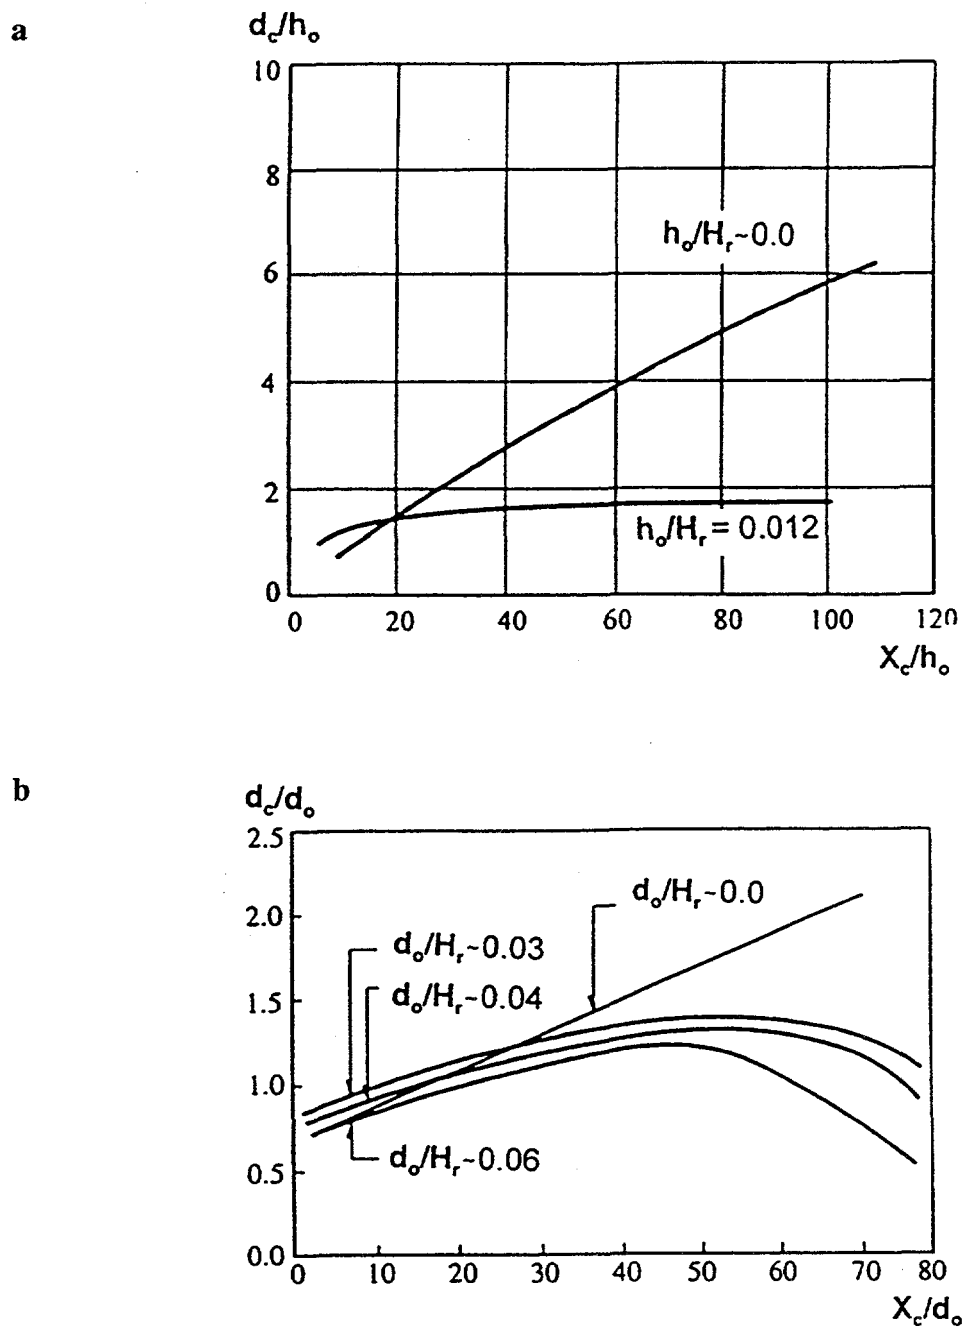 a
d_c/h_o
10
8
6
4
2
0
h_o/H_r~0.0
h_o/H_r = 0.012
0 20 40 60 80 100 120
X_c/h_o
b
d_c/d_o
2.5
2.0
1.5
1.0
0.5
0.0
d_o/H_r~0.0
d_o/H_r~0.03
d_o/H_r~0.04
d_o/H_r~0.06
0 10 20 30 40 50 60 70 80
X_c/d_o